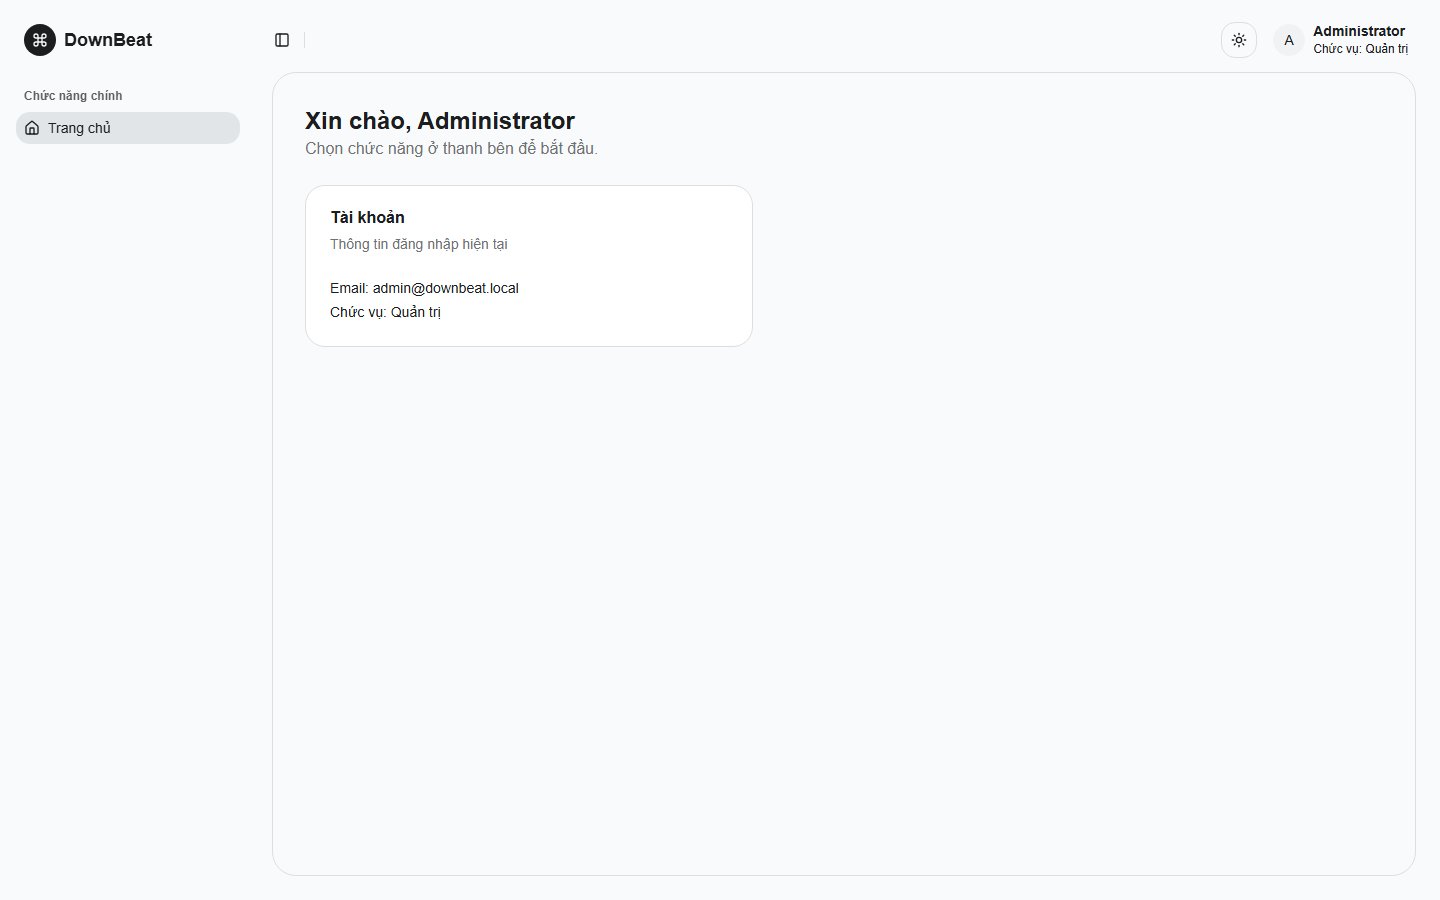 DownBeat
Chức năng chính
Trang chủ
A
Administrator
Chức vụ: Quản trị
Xin chào, Administrator
Chọn chức năng ở thanh bên để bắt đầu.
Tài khoản
Thông tin đăng nhập hiện tại
Email: admin@downbeat.local
Chức vụ: Quản trị